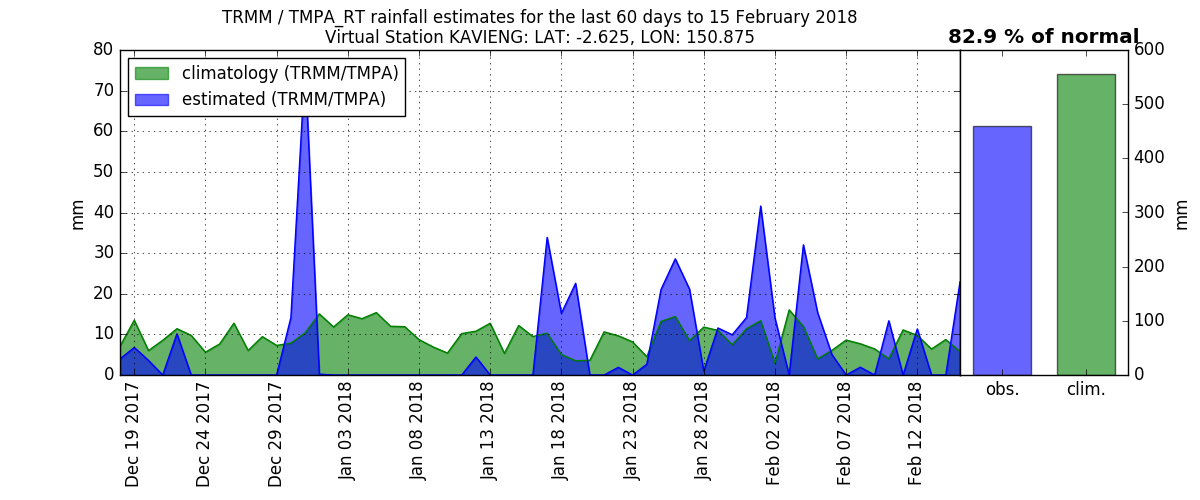 TRMM / TMPA_RT rainfall estimates for the last 60 days to 15 February 2018
Virtual Station KAVIENG: LAT: -2.625, LON: 150.875
82.9 % of normal
climatology (TRMM/TMPA)
estimated (TRMM/TMPA)
mm
80
70
60
50
40
30
20
10
0
Dec 19 2017
Dec 24 2017
Dec 29 2017
Jan 03 2018
Jan 08 2018
Jan 13 2018
Jan 18 2018
Jan 23 2018
Jan 28 2018
Feb 02 2018
Feb 07 2018
Feb 12 2018
obs.
clim.
600
500
400
300
200
100
0
mm